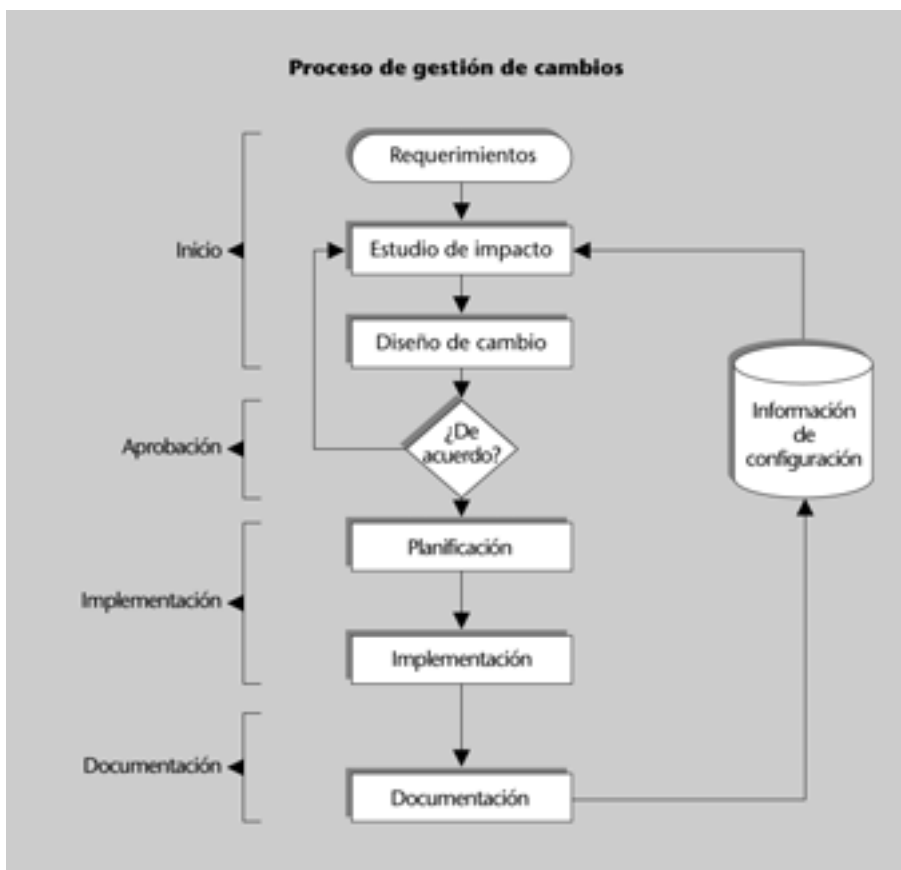 Proceso de gestión de cambios
Requerimientos
Inicio
Estudio de impacto
Diseño de cambio
Aprobación
¿De
acuerdo?
Información
de
configuración
Planificación
Implementación
Implementación
Documentación
Documentación